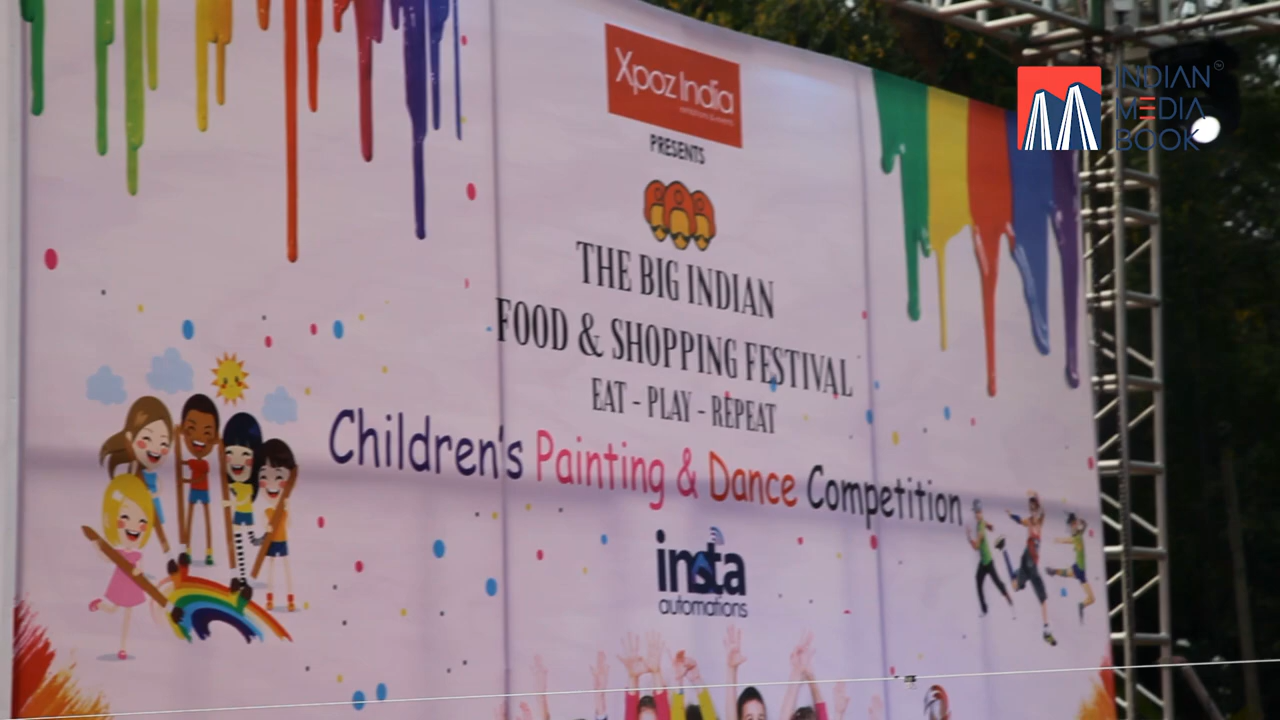 Xpoz India
PRESENTS
THE BIG INDIAN
FOOD & SHOPPING FESTIVAL
EAT - PLAY - REPEAT
Children's Painting & Dance Competition
insta
automations
INDIAN
MEDIA
BOOK